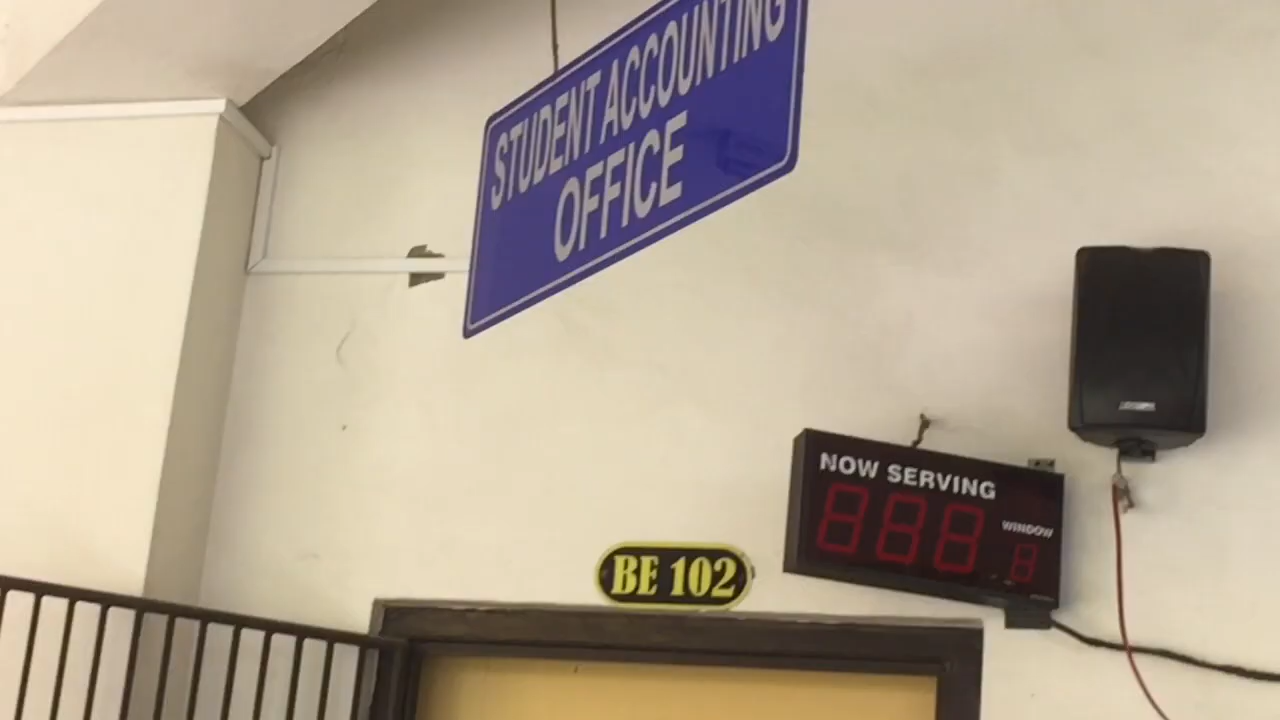 STUDENT ACCOUNTING
OFFICE
NOW SERVING
888
WINDOW
8
BE 102